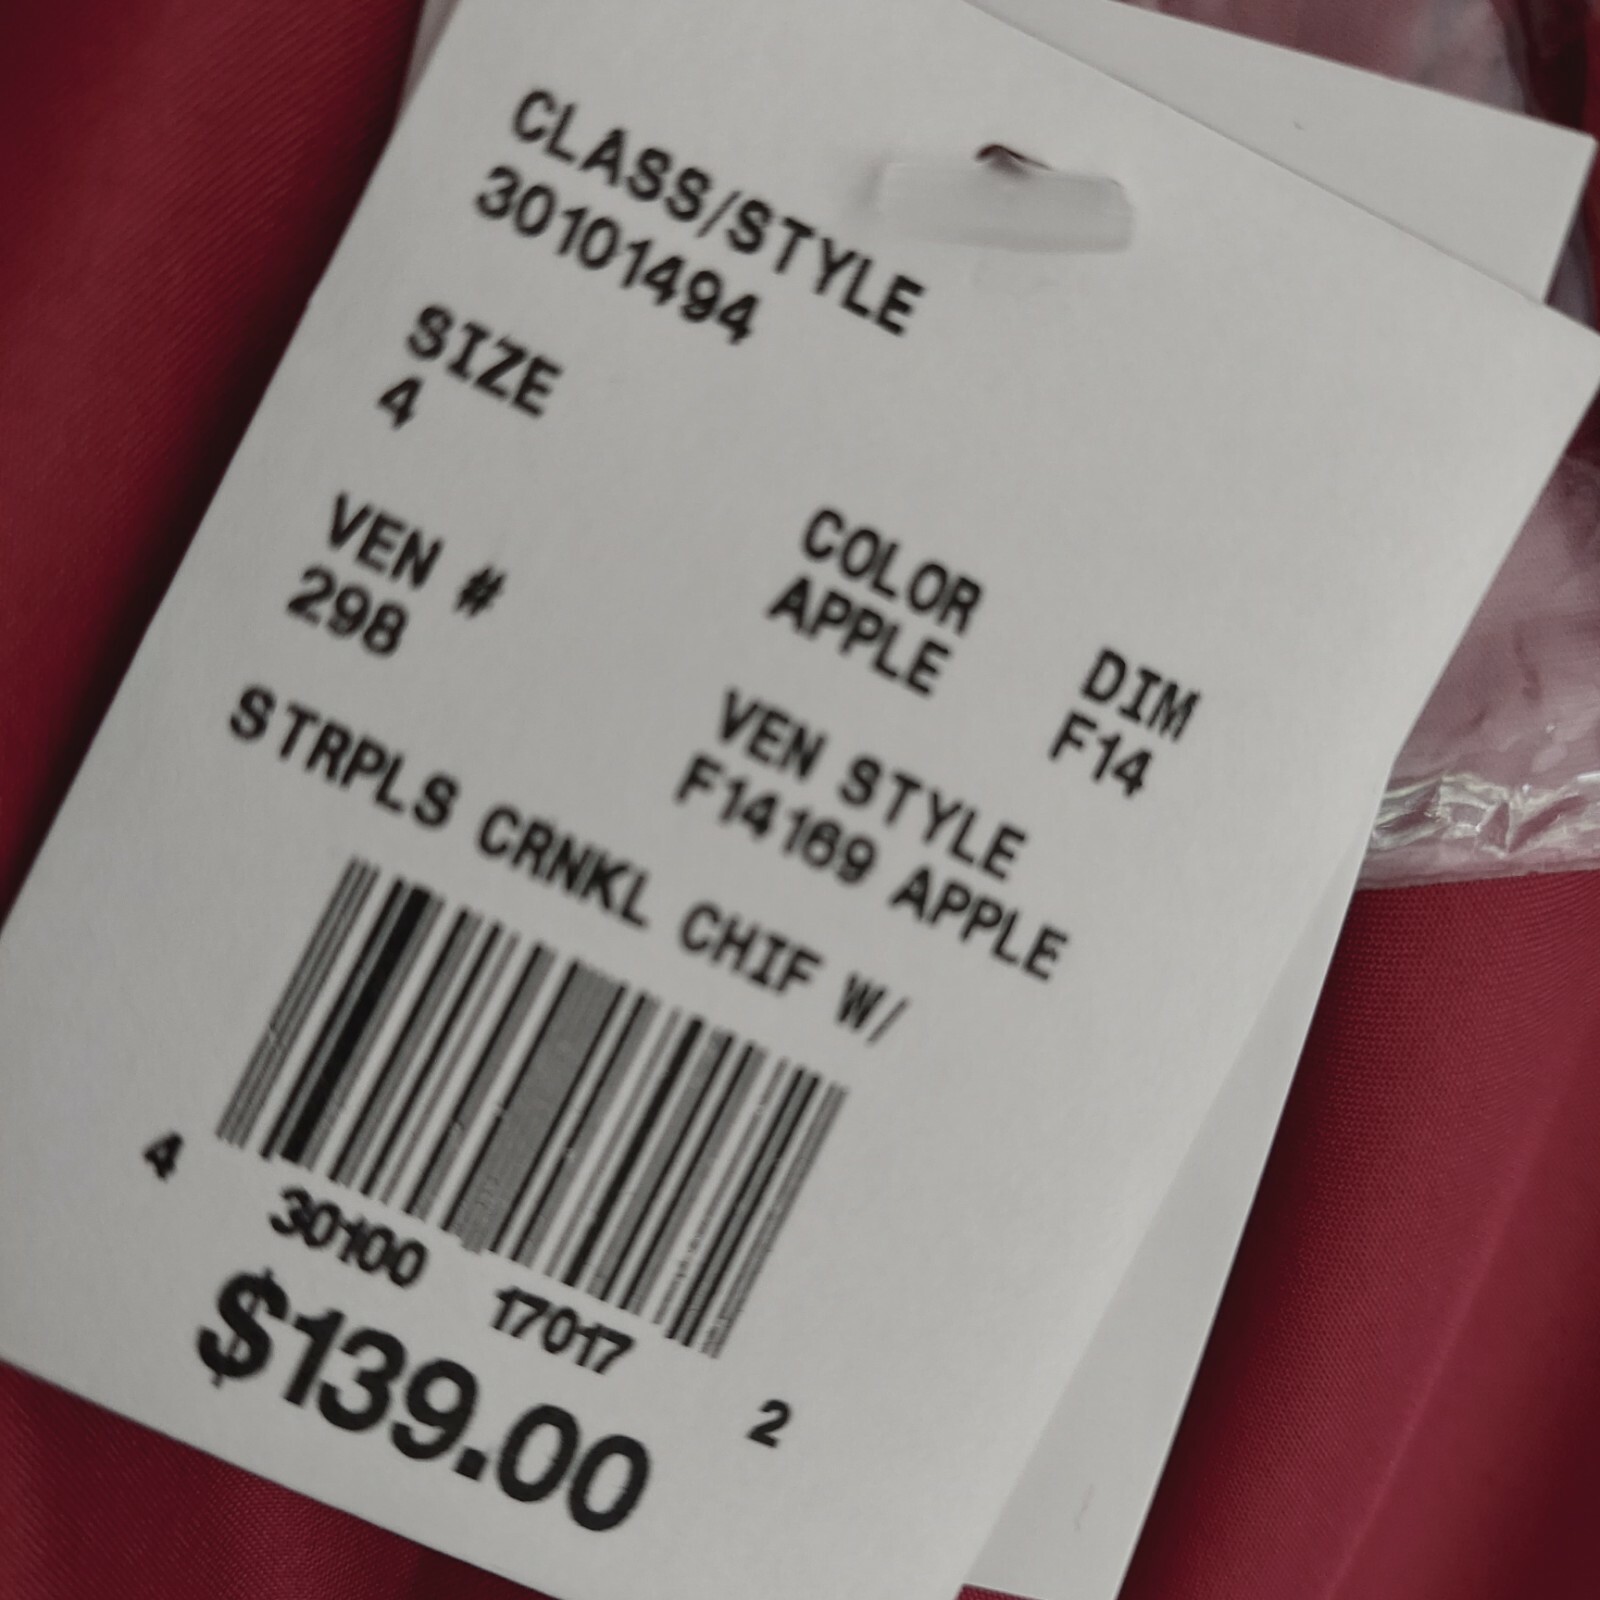 CLASS/STYLE
30101494
SIZE
4
COLOR
APPLE
DIM
F14
VEN #
298
VEN STYLE
F14169 APPLE
STRPLS CRNKL CHIF W/
4 30100 17017 2
$139.00